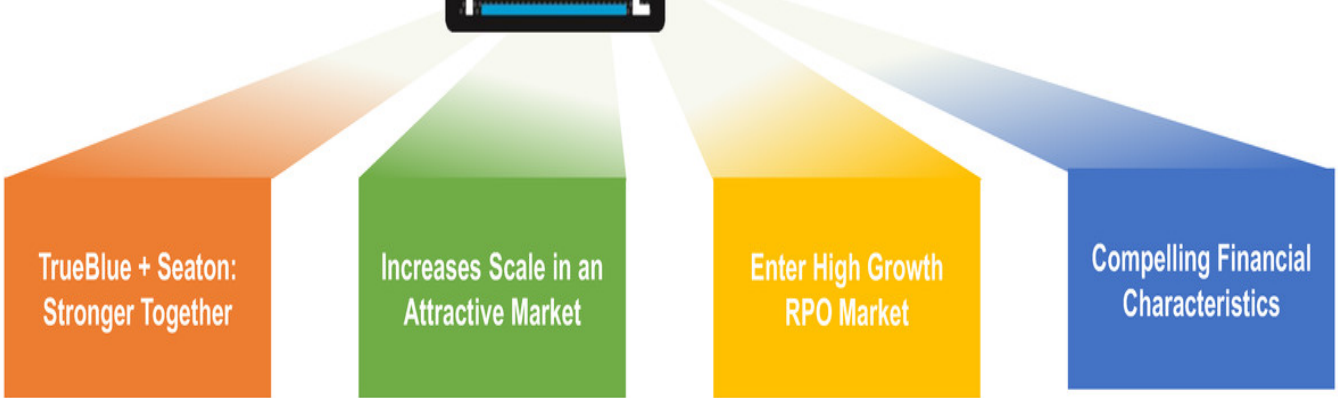 TrueBlue + Seaton:
Stronger Together
Increases Scale in an
Attractive Market
Enter High Growth
RPO Market
Compelling Financial
Characteristics